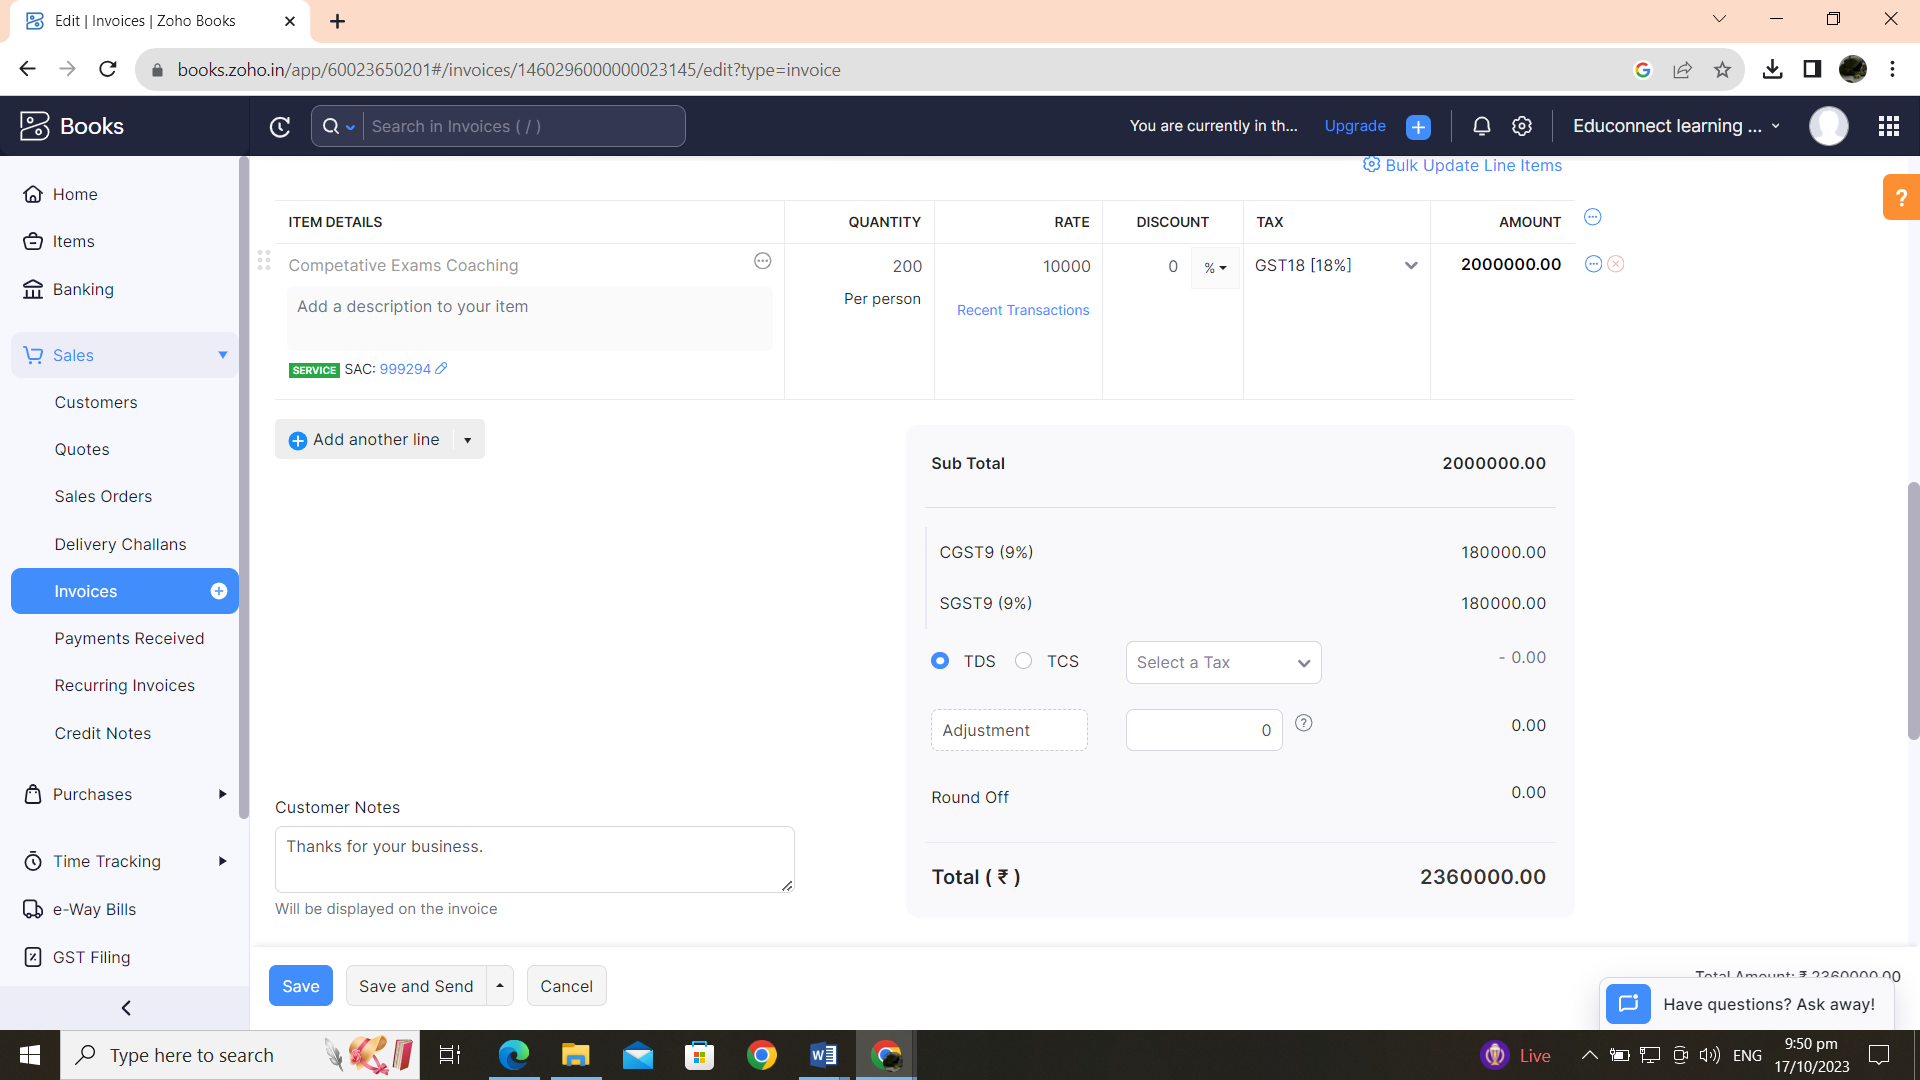 Edit | Invoices | Zoho Books
books.zoho.in/app/60023650201#/invoices/1460296000000023145/edit?type=invoice
Books
Search in Invoices ( / )
You are currently in th...
Upgrade
Educonnect learning ...
Home
Items
Banking
Sales
Customers
Quotes
Sales Orders
Delivery Challans
Invoices
Payments Received
Recurring Invoices
Credit Notes
Purchases
Time Tracking
e-Way Bills
GST Filing
Bulk Update Line Items
?
ITEM DETAILS QUANTITY RATE DISCOUNT TAX AMOUNT
Competative Exams Coaching 200 10000 0 % GST18 [18%] 2000000.00
Per person
Add a description to your item
Recent Transactions
SERVICE SAC: 999294
Add another line
Sub Total 2000000.00
CGST9 (9%) 180000.00
SGST9 (9%) 180000.00
TDS TCS Select a Tax - 0.00
Adjustment 0 ? 0.00
Round Off 0.00
Total ( ₹ ) 2360000.00
Customer Notes
Thanks for your business.
Will be displayed on the invoice
Save
Save and Send
Cancel
Total Amount: ₹ 2360000.00
Have questions? Ask away!
Type here to search
Live
ENG
9:50 pm
17/10/2023